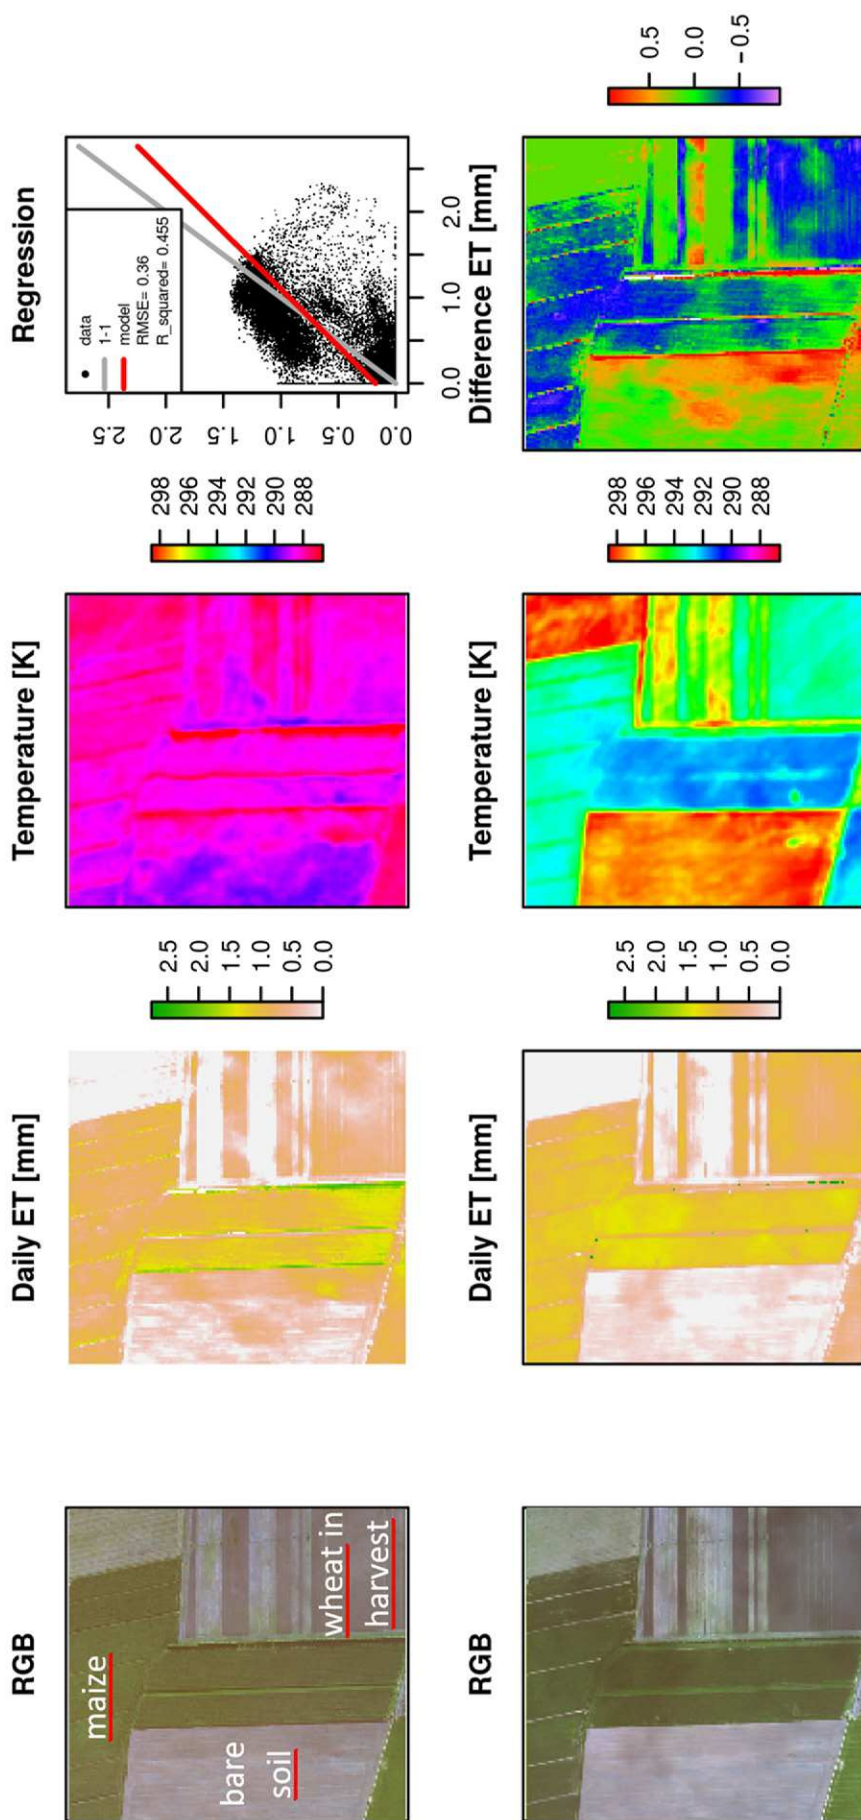 RGB
maize
bare
soil
wheat in
harvest
Daily ET [mm]
2.5
2.0
1.5
1.0
0.5
0.0
Temperature [K]
298
296
294
292
290
288
Regression
data
1-1
model
RMSE= 0.36
R_squared= 0.455
2.5
2.0
1.5
1.0
0.5
0.0
0.0 1.0 2.0
RGB
Daily ET [mm]
2.5
2.0
1.5
1.0
0.5
0.0
Temperature [K]
298
296
294
292
290
288
Difference ET [mm]
0.5
0.0
−0.5